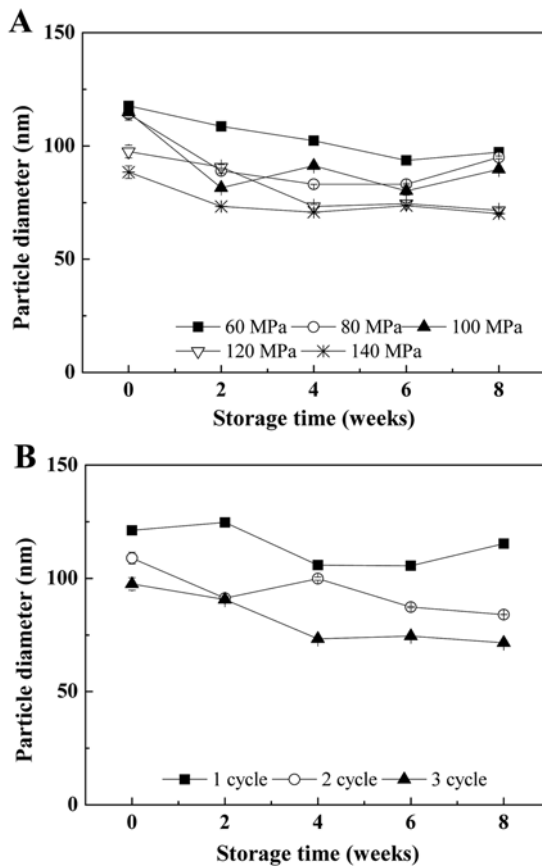 A
150
100
50
0
Particle diameter (nm)
60 MPa 80 MPa 100 MPa
120 MPa 140 MPa
0 2 4 6 8
Storage time (weeks)
B
150
100
50
0
Particle diameter (nm)
1 cycle 2 cycle 3 cycle
0 2 4 6 8
Storage time (weeks)